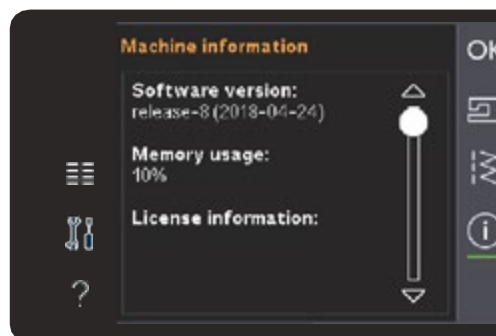 Machine information
OK
Software version:
release-8 (2018-04-24)
Memory usage:
10%
License information:
?
i